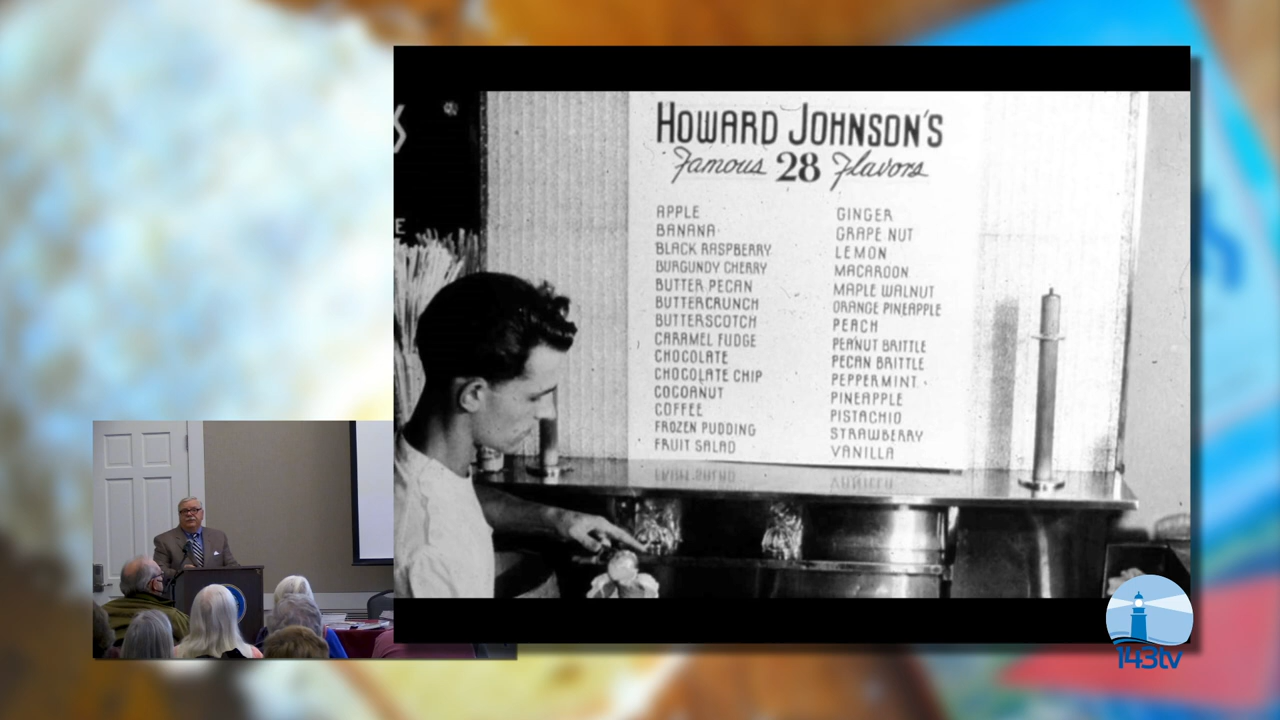 HOWARD JOHNSON'S
Famous 28 Flavors
APPLE
BANANA
BLACK RASPBERRY
BURGUNDY CHERRY
BUTTER PECAN
BUTTERCRUNCH
BUTTERSCOTCH
CARAMEL FUDGE
CHOCOLATE
CHOCOLATE CHIP
COCOANUT
COFFEE
FROZEN PUDDING
FRUIT SALAD
GINGER
GRAPE NUT
LEMON
MACAROON
MAPLE WALNUT
ORANGE PINEAPPLE
PEACH
PEANUT BRITTLE
PECAN BRITTLE
PEPPERMINT
PINEAPPLE
PISTACHIO
STRAWBERRY
VANILLA
143tv